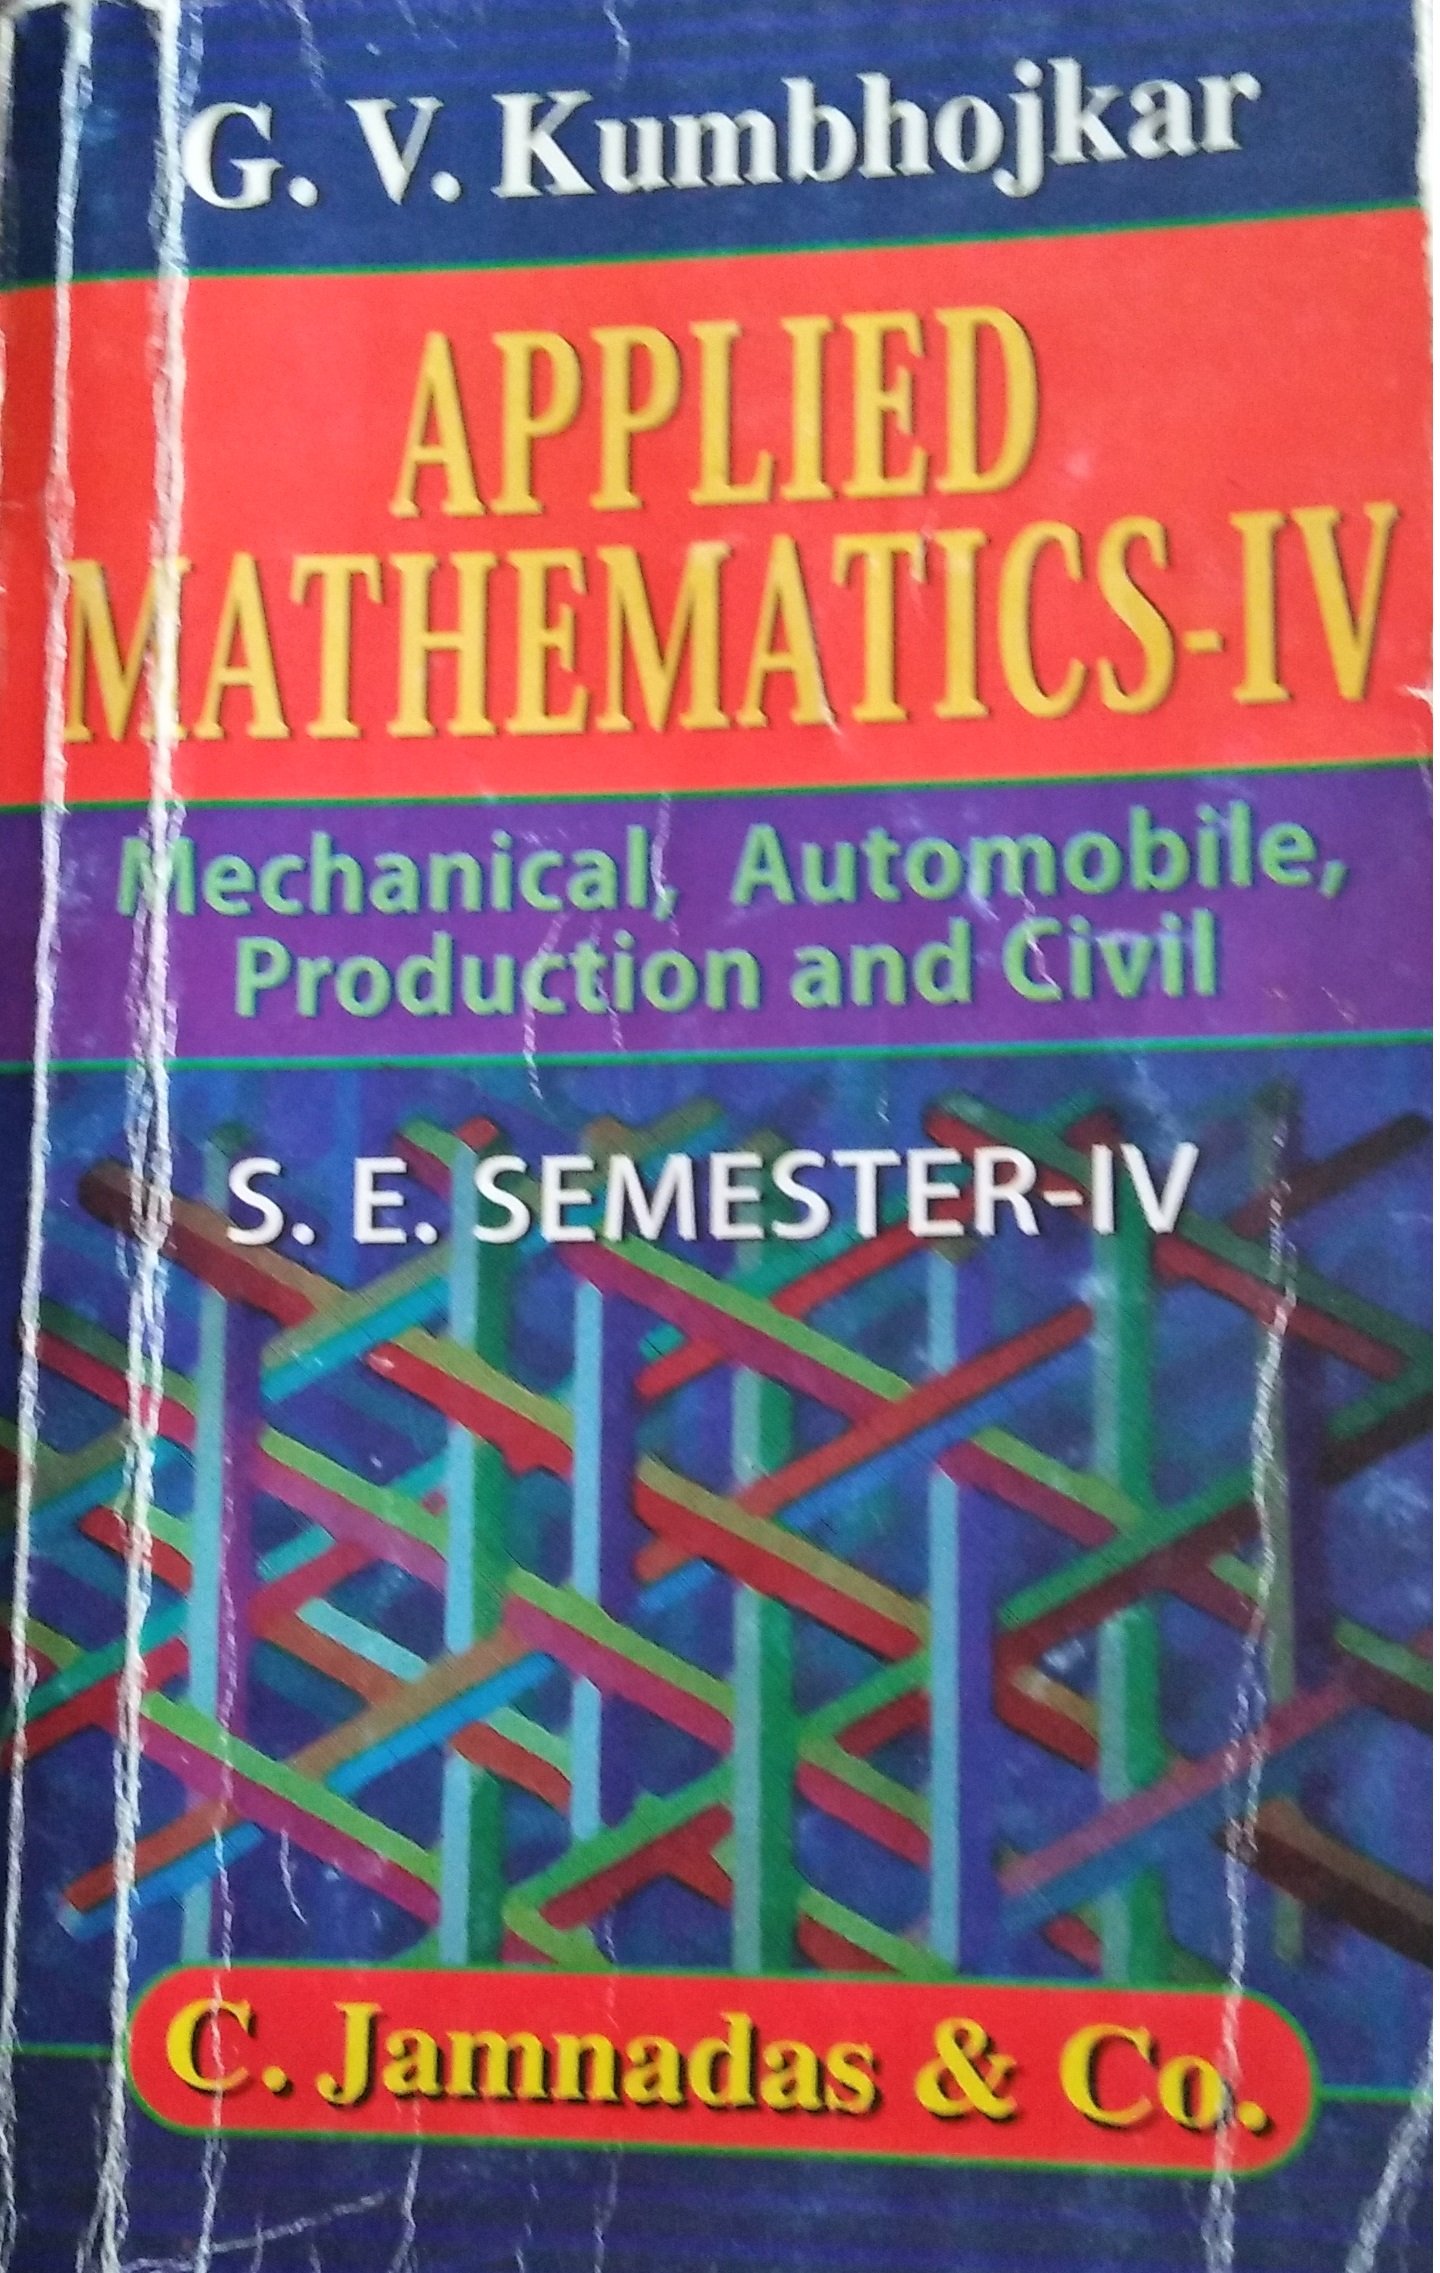 G. V. Kumbhojkar
APPLIED
MATHEMATICS-IV
Mechanical, Automobile,
Production and Civil
S. E. SEMESTER-IV
C. Jamnadas & Co.